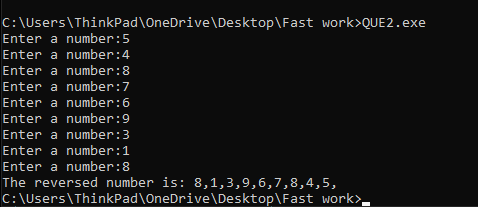 C:\Users\ThinkPad\OneDrive\Desktop\Fast work>QUE2.exe
Enter a number:5
Enter a number:4
Enter a number:8
Enter a number:7
Enter a number:6
Enter a number:9
Enter a number:3
Enter a number:1
Enter a number:8
The reversed number is: 8,1,3,9,6,7,8,4,5,
C:\Users\ThinkPad\OneDrive\Desktop\Fast work>